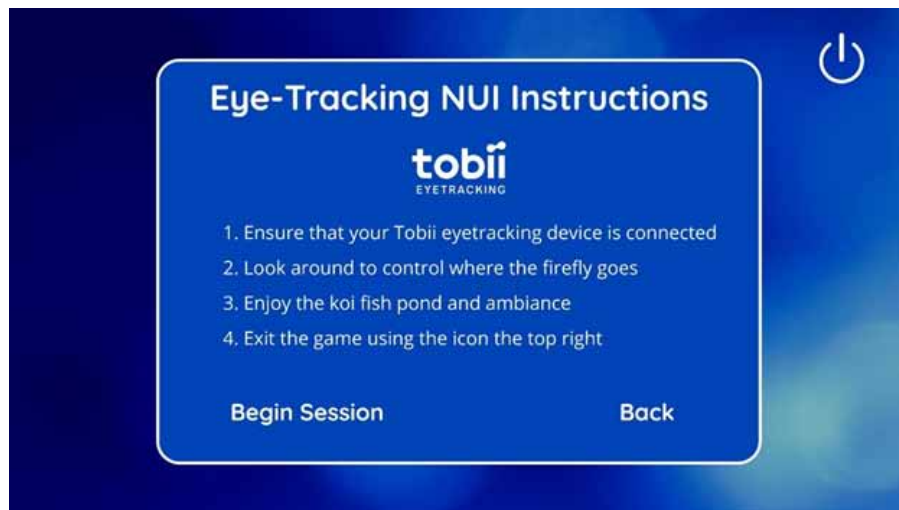 Eye-Tracking NUI Instructions
tobii
EYETRACKING
1. Ensure that your Tobii eyetracking device is connected
2. Look around to control where the firefly goes
3. Enjoy the koi fish pond and ambiance
4. Exit the game using the icon the top right
Begin Session
Back